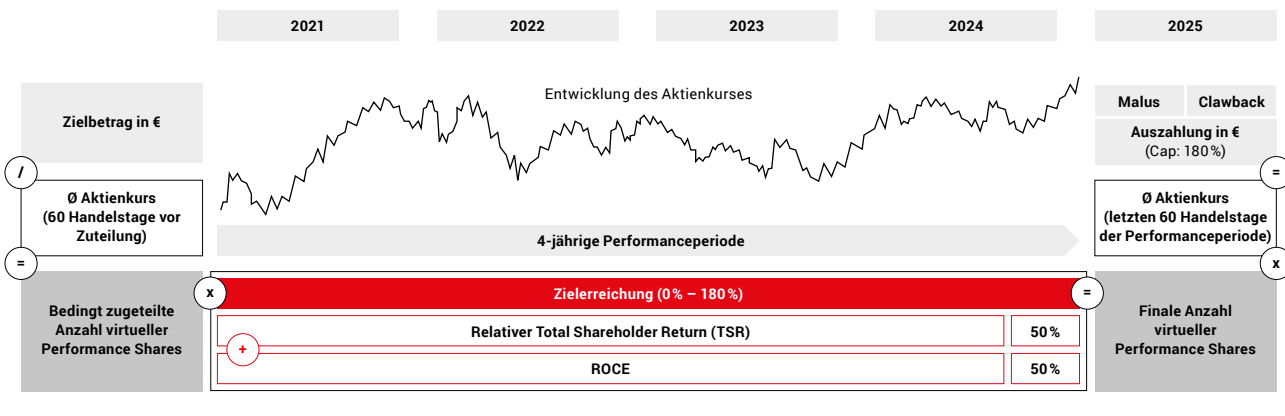 2021
2022
2023
2024
2025
Zielbetrag in €
Entwicklung des Aktienkurses
Malus
Clawback
Auszahlung in €
(Cap: 180 %)
/
=
Ø Aktienkurs
(60 Handelstage vor
Zuteilung)
Ø Aktienkurs
(letzten 60 Handelstage
der Performanceperiode)
4-jährige Performanceperiode
=
x
Bedingt zugeteilte
Anzahl virtueller
Performance Shares
x
Zielerreichung (0 % – 180 %)
=
Relativer Total Shareholder Return (TSR)
50 %
+
ROCE
50 %
Finale Anzahl
virtueller
Performance Shares